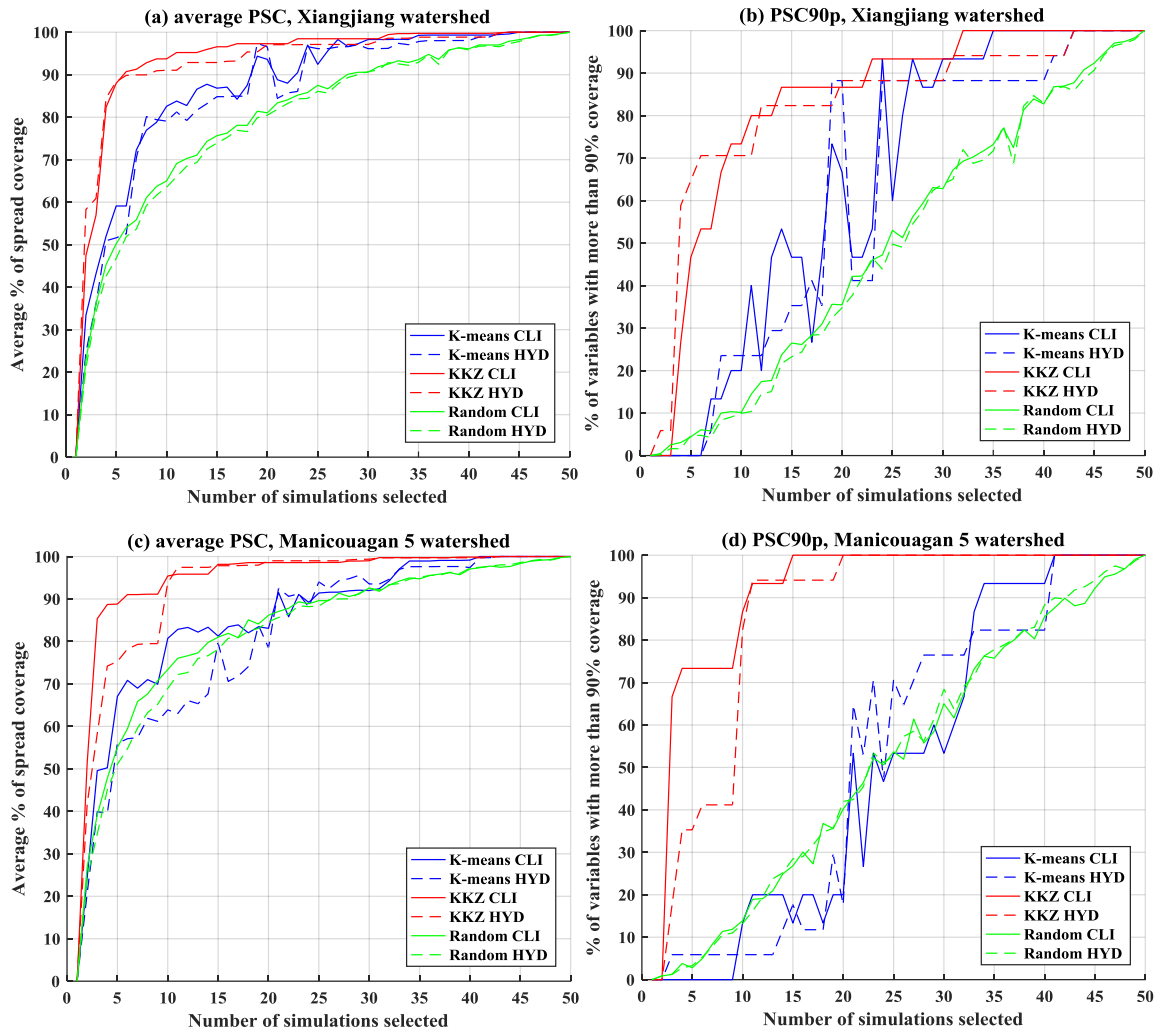 (a) average PSC, Xiangjiang watershed
Average % of spread coverage
100
90
80
70
60
50
40
30
20
10
0
K-means CLI
K-means HYD
KKZ CLI
KKZ HYD
Random CLI
Random HYD
0 5 10 15 20 25 30 35 40 45 50
Number of simulations selected
(b) PSC90p, Xiangjiang watershed
% of variables with more than 90% coverage
100
90
80
70
60
50
40
30
20
10
0
K-means CLI
K-means HYD
KKZ CLI
KKZ HYD
Random CLI
Random HYD
0 5 10 15 20 25 30 35 40 45 50
Number of simulations selected
(c) average PSC, Manicouagan 5 watershed
Average % of spread coverage
100
90
80
70
60
50
40
30
20
10
0
K-means CLI
K-means HYD
KKZ CLI
KKZ HYD
Random CLI
Random HYD
0 5 10 15 20 25 30 35 40 45 50
Number of simulations selected
(d) PSC90p, Manicouagan 5 watershed
% of variables with more than 90% coverage
100
90
80
70
60
50
40
30
20
10
0
K-means CLI
K-means HYD
KKZ CLI
KKZ HYD
Random CLI
Random HYD
0 5 10 15 20 25 30 35 40 45 50
Number of simulations selected